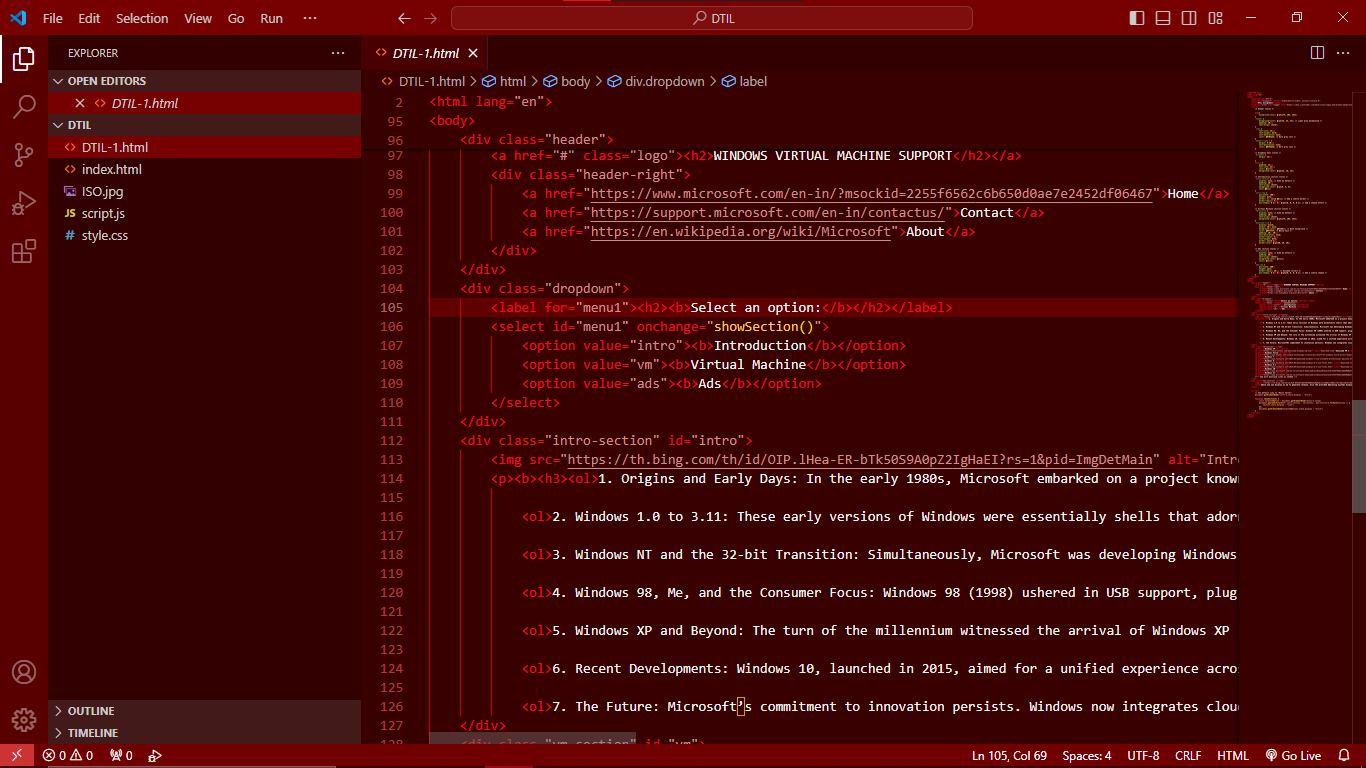 File Edit Selection View Go Run ··· DTIL
EXPLORER
OPEN EDITORS
DTIL-1.html
DTIL
DTIL-1.html
index.html
ISO.jpg
JS script.js
# style.css
OUTLINE
TIMELINE
DTIL-1.html
DTIL-1.html > html > body > div.dropdown > label
2 <html lang="en">
95 <body>
96 <div class="header">
97 <a href="#" class="logo"><h2>WINDOWS VIRTUAL MACHINE SUPPORT</h2></a>
98 <div class="header-right">
99 <a href="https://www.microsoft.com/en-in/?msockid=2255f6562c6b650d0ae7e2452df06467">Home</a>
100 <a href="https://support.microsoft.com/en-in/contactus/">Contact</a>
101 <a href="https://en.wikipedia.org/wiki/Microsoft">About</a>
102 </div>
103 </div>
104 <div class="dropdown">
105 <label for="menu1"><h2><b>Select an option:</b></h2></label>
106 <select id="menu1" onchange="showSection()">
107 <option value="intro"><b>Introduction</b></option>
108 <option value="vm"><b>Virtual Machine</b></option>
109 <option value="ads"><b>Ads</b></option>
110 </select>
111 </div>
112 <div class="intro-section" id="intro">
113 <img src="https://th.bing.com/th/id/OIP.lHea-ER-bTk50S9A0pZ2IgHaEI?rs=1&pid=ImgDetMain" alt="Intr
114 <p><b><h3><ol>1. Origins and Early Days: In the early 1980s, Microsoft embarked on a project know
115
116 <ol>2. Windows 1.0 to 3.11: These early versions of Windows were essentially shells that ador
117
118 <ol>3. Windows NT and the 32-bit Transition: Simultaneously, Microsoft was developing Windows
119
120 <ol>4. Windows 98, Me, and the Consumer Focus: Windows 98 (1998) ushered in USB support, plug
121
122 <ol>5. Windows XP and Beyond: The turn of the millennium witnessed the arrival of Windows XP
123
124 <ol>6. Recent Developments: Windows 10, launched in 2015, aimed for a unified experience acro
125
126 <ol>7. The Future: Microsoft’s commitment to innovation persists. Windows now integrates clou
127 </div>
128 <div class="vm-section" id="vm">
0 0 0 Ln 105, Col 69 Spaces: 4 UTF-8 CRLF HTML Go Live